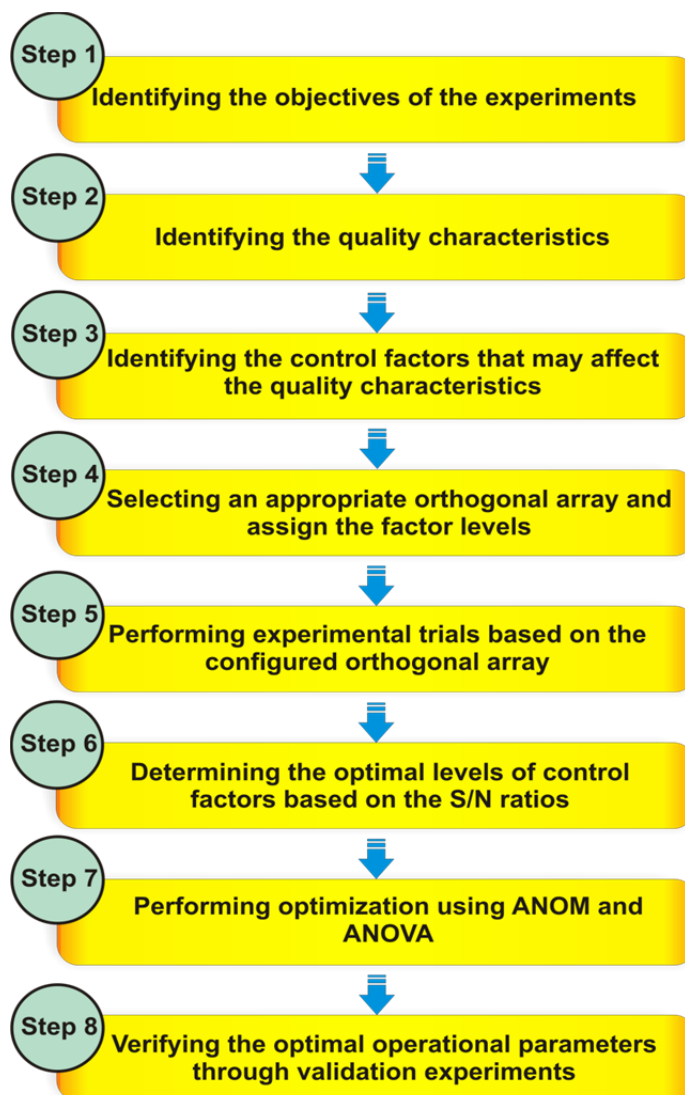 Step 1
Identifying the objectives of the experiments
Step 2
Identifying the quality characteristics
Step 3
Identifying the control factors that may affect
the quality characteristics
Step 4
Selecting an appropriate orthogonal array and
assign the factor levels
Step 5
Performing experimental trials based on the
configured orthogonal array
Step 6
Determining the optimal levels of control
factors based on the S/N ratios
Step 7
Performing optimization using ANOM and
ANOVA
Step 8
Verifying the optimal operational parameters
through validation experiments